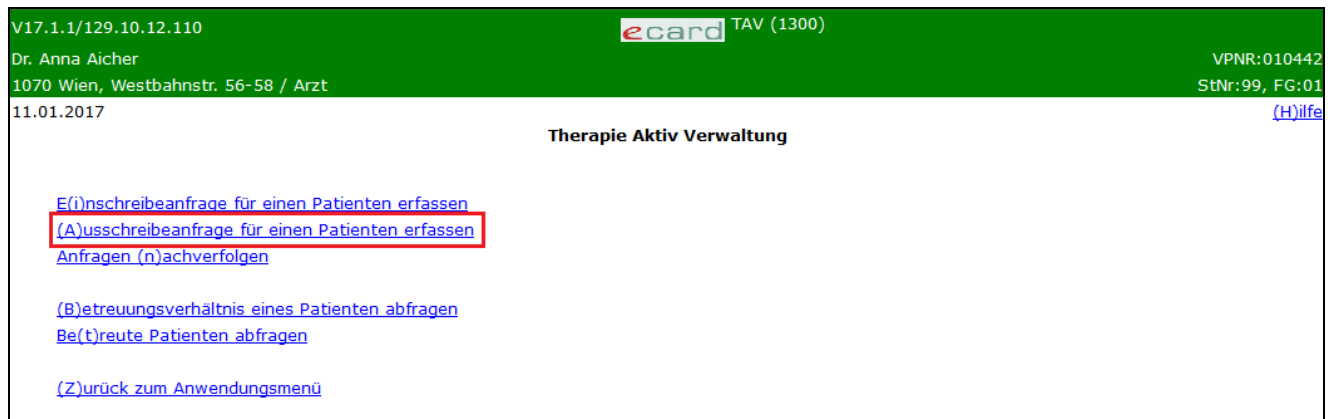 V17.1.1/129.10.12.110 ecard TAV (1300)
Dr. Anna Aicher VPNR:010442
1070 Wien, Westbahnstr. 56-58 / Arzt StNr:99, FG:01
11.01.2017 (H)ilfe
Therapie Aktiv Verwaltung
E(i)nschreibeanfrage für einen Patienten erfassen
(A)usschreibeanfrage für einen Patienten erfassen
Anfragen (n)achverfolgen
(B)etreuungsverhältnis eines Patienten abfragen
Be(t)reute Patienten abfragen
(Z)urück zum Anwendungsmenü